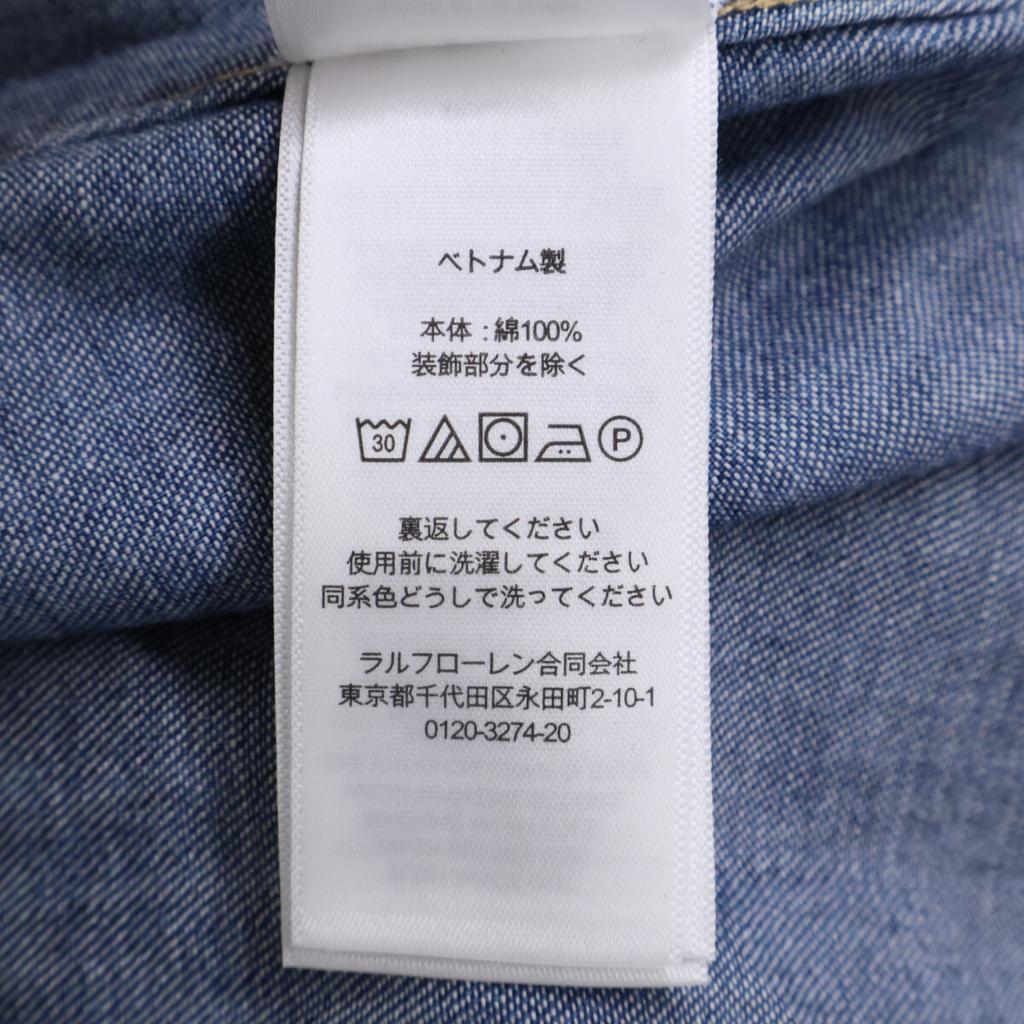 ベトナム製
本体 : 綿100%
装飾部分を除く
30 P
裏返してください
使用前に洗濯してください
同系色どうしで洗ってください
ラルフローレン合同会社
東京都千代田区永田町2-10-1
0120-3274-20